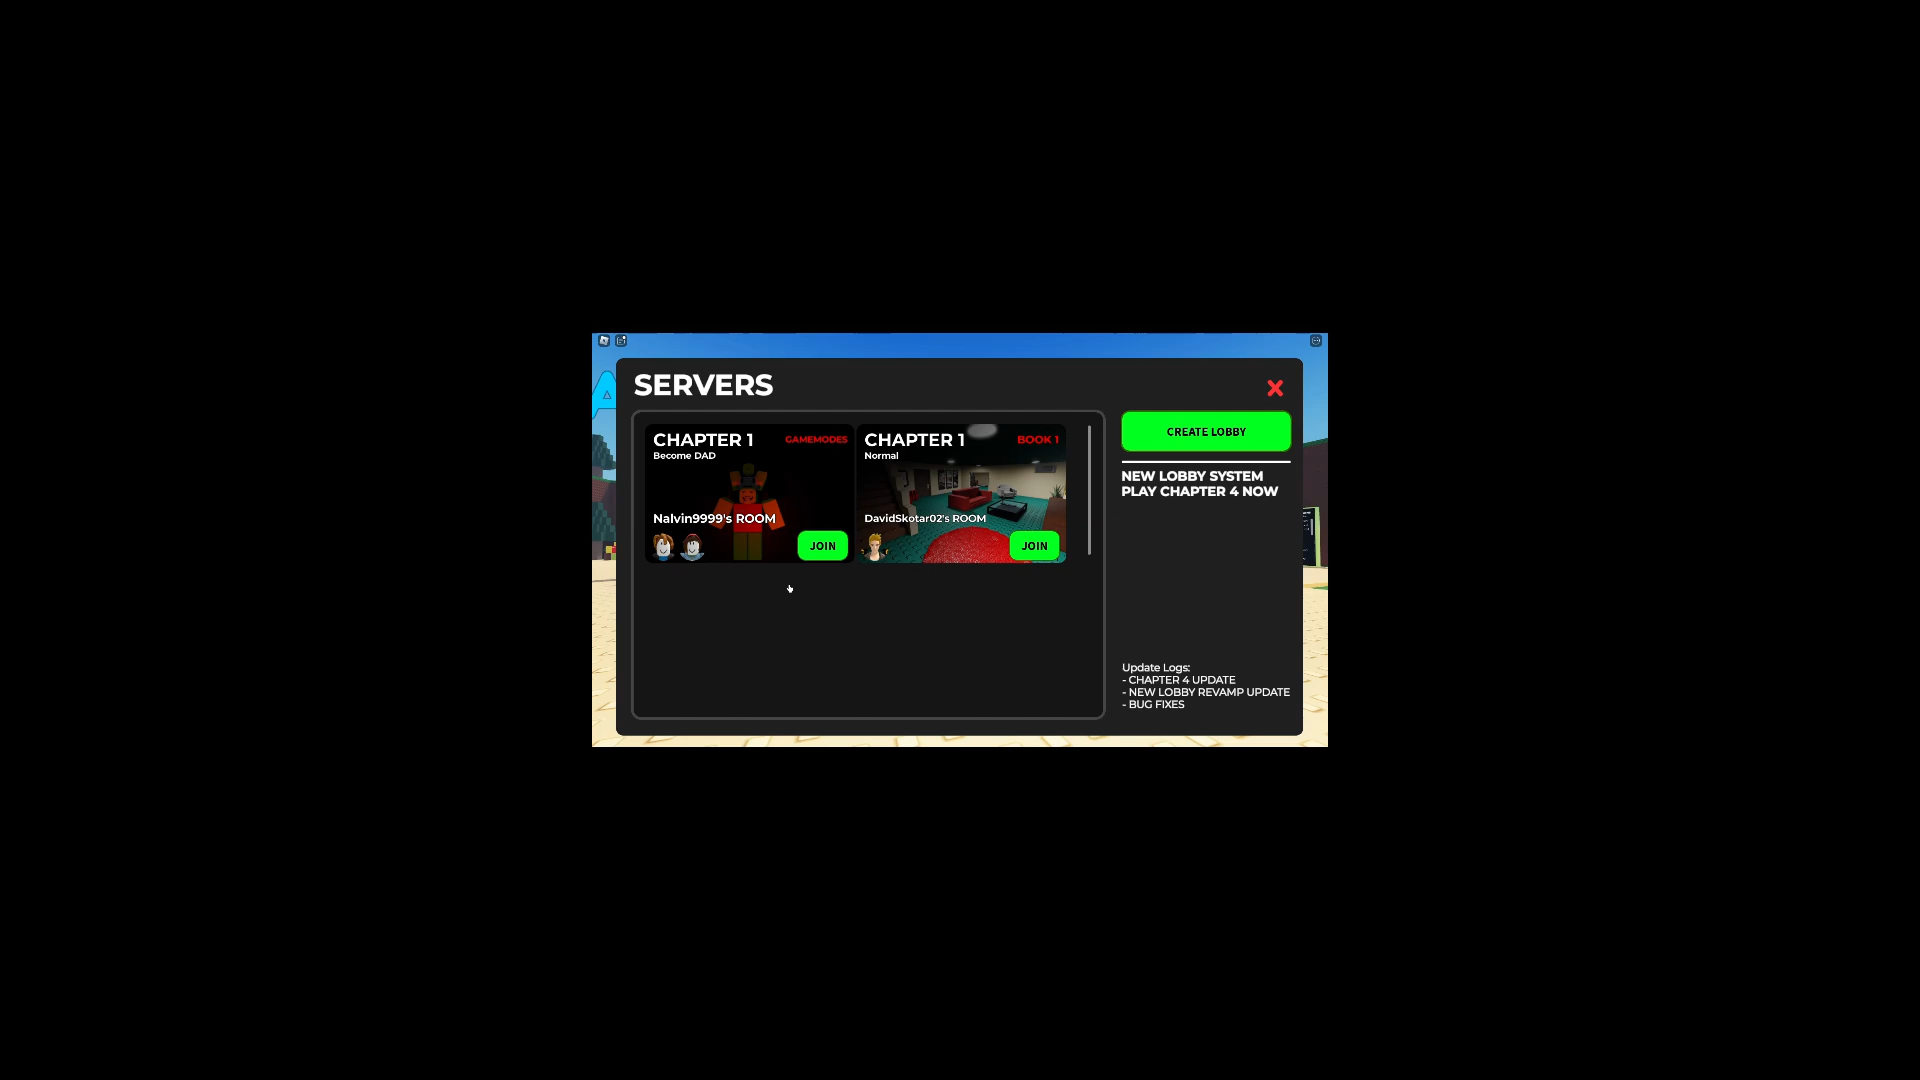 SERVERS
CHAPTER 1
GAMEMODES
Become DAD
Nalvin9999's ROOM
JOIN
CHAPTER 1
BOOK 1
Normal
DavidSkotar02's ROOM
JOIN
CREATE LOBBY
NEW LOBBY SYSTEM
PLAY CHAPTER 4 NOW
Update Logs:
- CHAPTER 4 UPDATE
- NEW LOBBY REVAMP UPDATE
- BUG FIXES